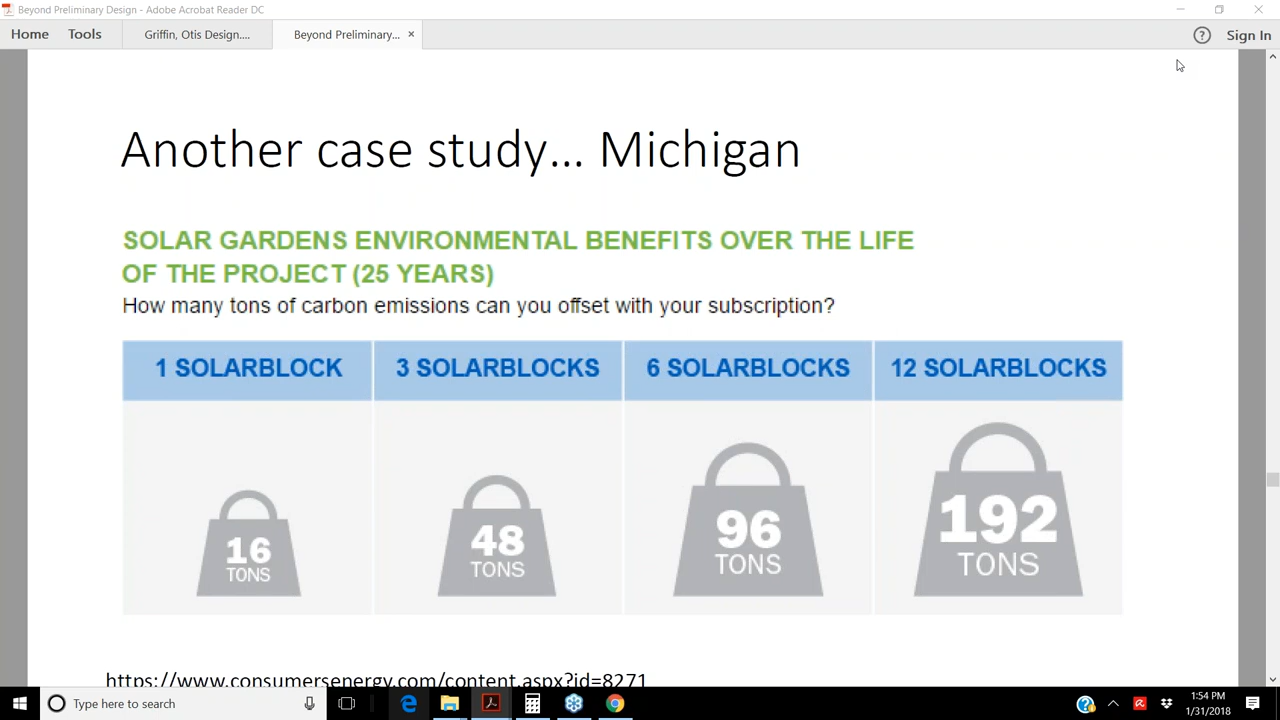 Beyond Preliminary Design - Adobe Acrobat Reader DC
Home Tools Griffin, Otis Design.... Beyond Preliminary... × ? Sign In
Another case study... Michigan
SOLAR GARDENS ENVIRONMENTAL BENEFITS OVER THE LIFE
OF THE PROJECT (25 YEARS)
How many tons of carbon emissions can you offset with your subscription?
1 SOLARBLOCK 3 SOLARBLOCKS 6 SOLARBLOCKS 12 SOLARBLOCKS
16 48 96 192
TONS TONS TONS TONS
https://www.consumersenergy.com/content.aspx?id=8271
Type here to search
1:54 PM
1/31/2018